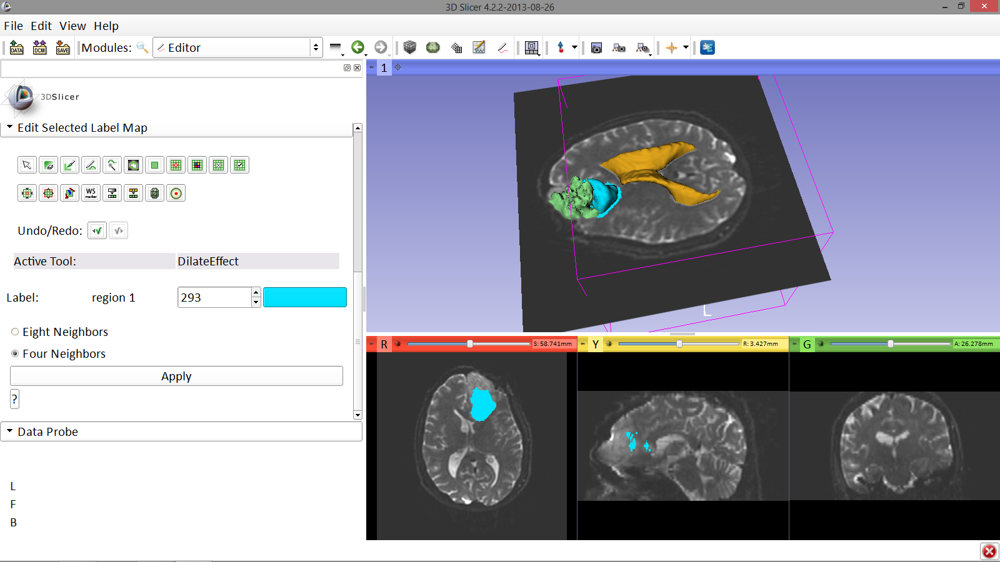 3D Slicer 4.2.2-2013-08-26
File Edit View Help
DATA DCM SAVE Modules: Editor
1
3DSlicer
Edit Selected Label Map
WS marker
Undo/Redo:
Active Tool: DilateEffect
Label: region 1 293
Eight Neighbors
Four Neighbors
Apply
?
Data Probe
L
F
B
L
R S: 58.741mm Y R: 3.427mm G A: 26.278mm